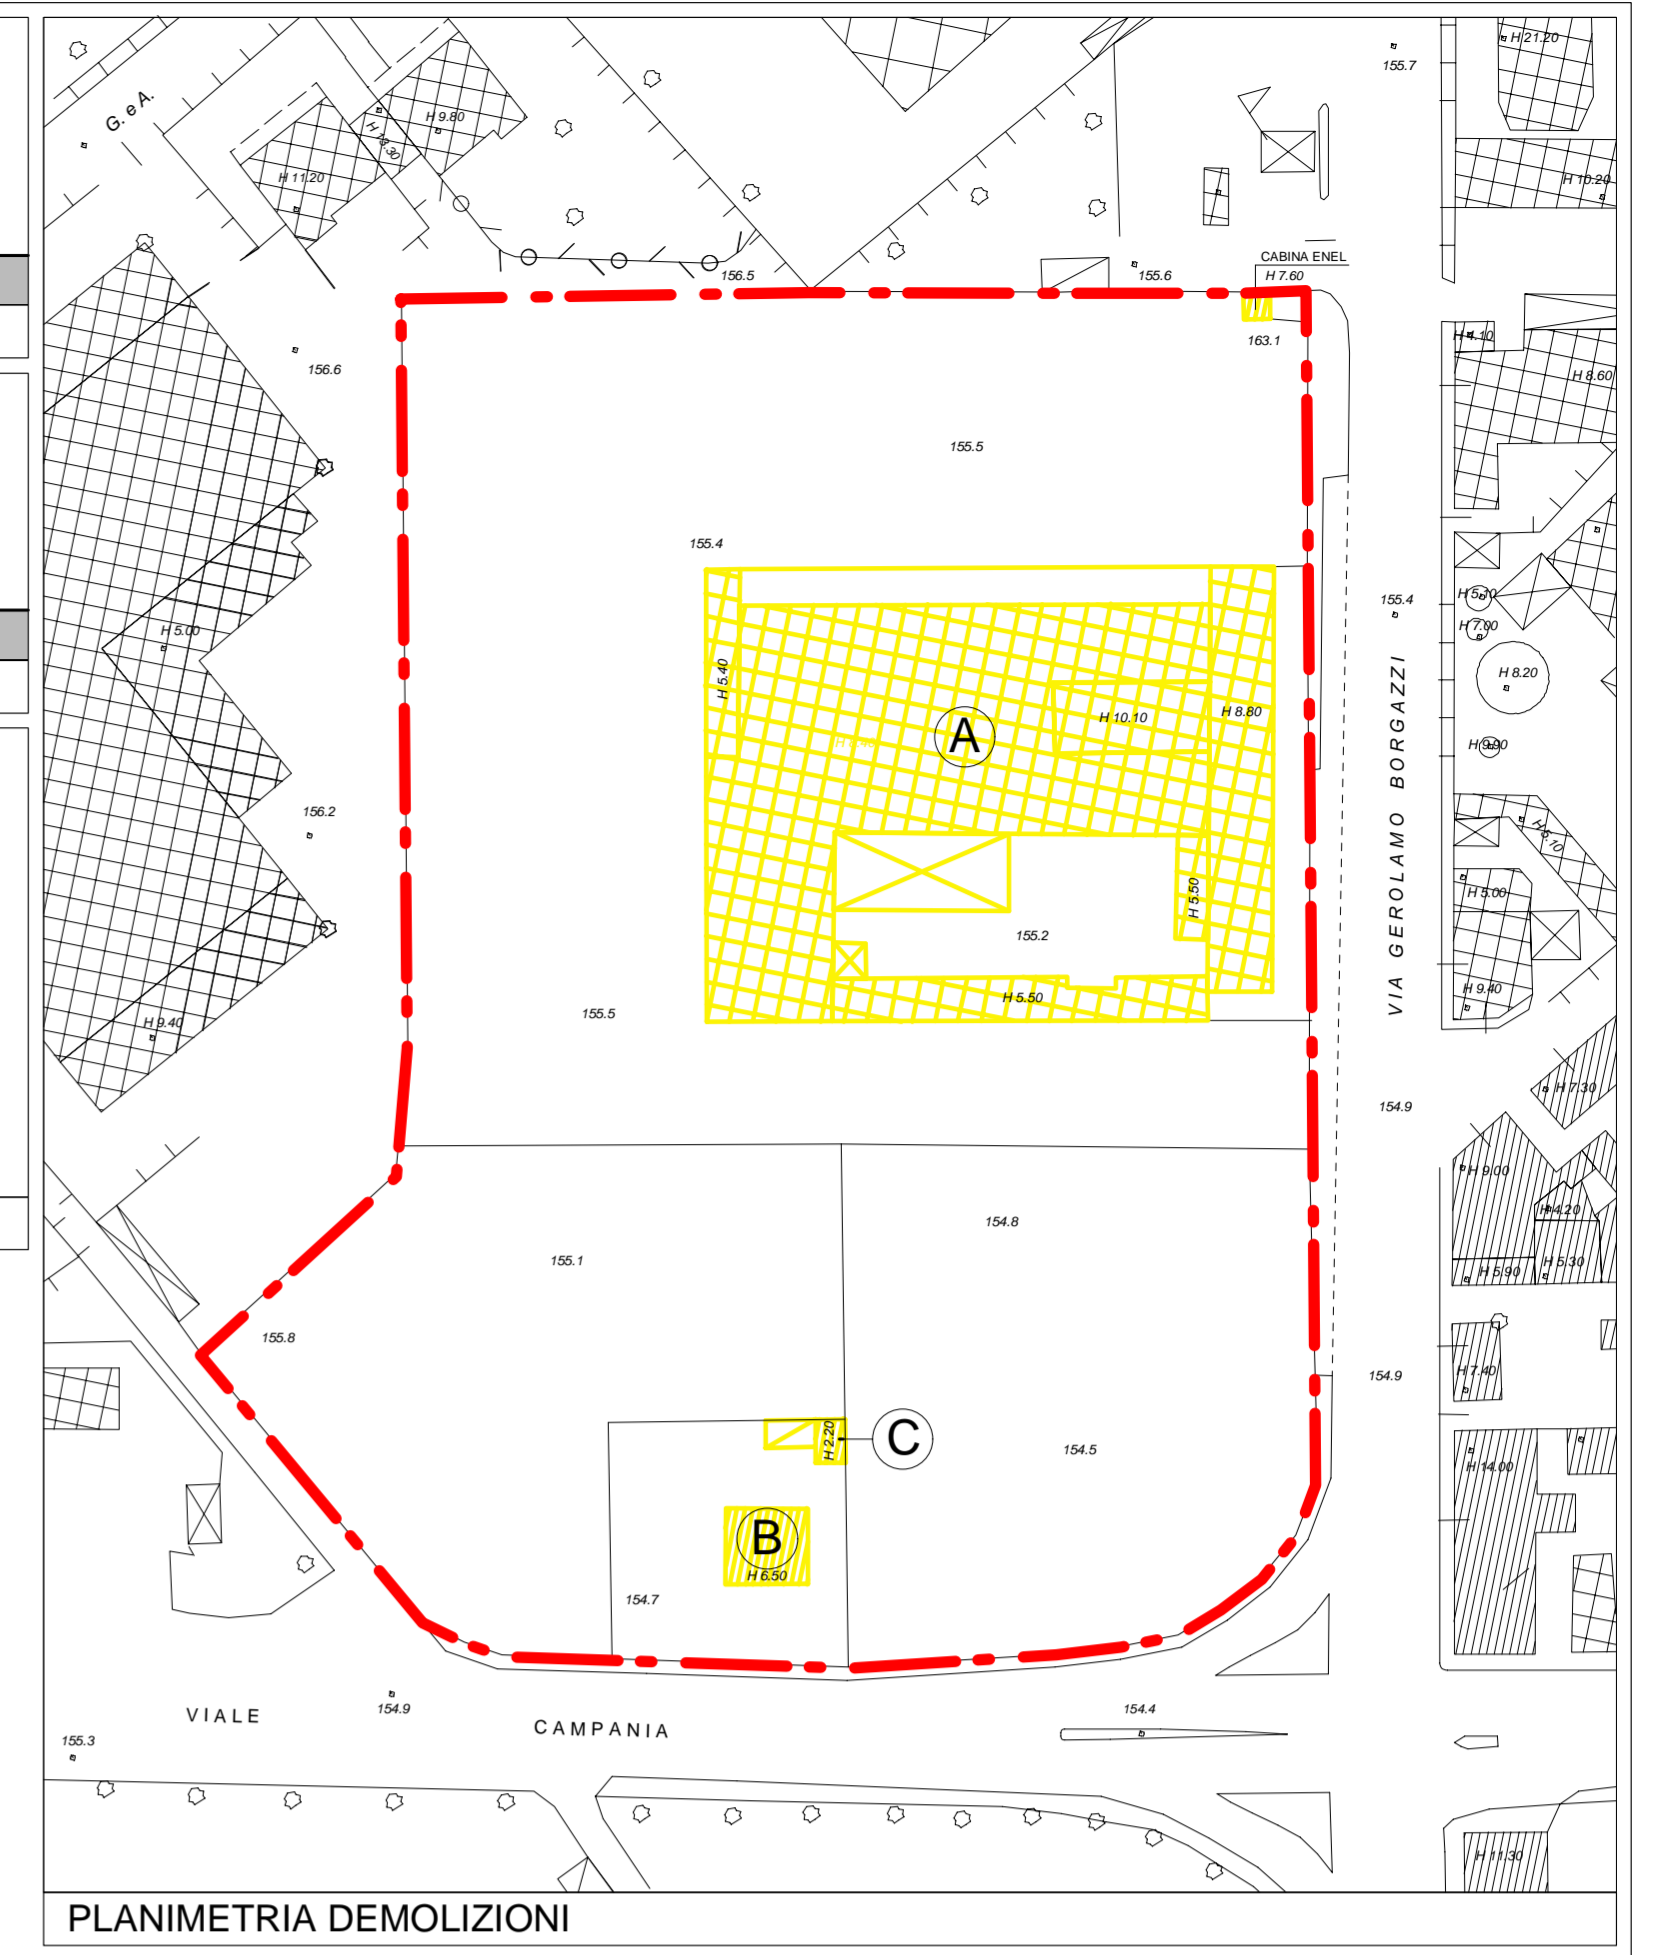 H 21.20
155.7
G. e A.
H 9.80
H 13.30
H 11.20
H 10.20
CABINA ENEL
156.5
155.6
H 7.60
163.1
H 4.10
156.6
H 8.60
155.5
155.4
H 5.10
155.4
H 7.00
H 5.00
H 5.40
H 8.20
H 10.10
H 8.80
A
H 9.90
VIA GEROLAMO BORGAZZI
156.2
H 6.10
H 5.00
H 5.50
155.2
H 9.40
H 5.50
155.5
H 9.40
H 7.30
154.9
H 9.00
H 4.20
154.8
155.1
H 5.30
H 5.90
155.8
H 7.40
154.9
H 2.20
C
154.5
H 14.00
B
H 6.50
154.7
154.9
154.4
VIALE
CAMPANIA
155.3
H 11.30
PLANIMETRIA DEMOLIZIONI